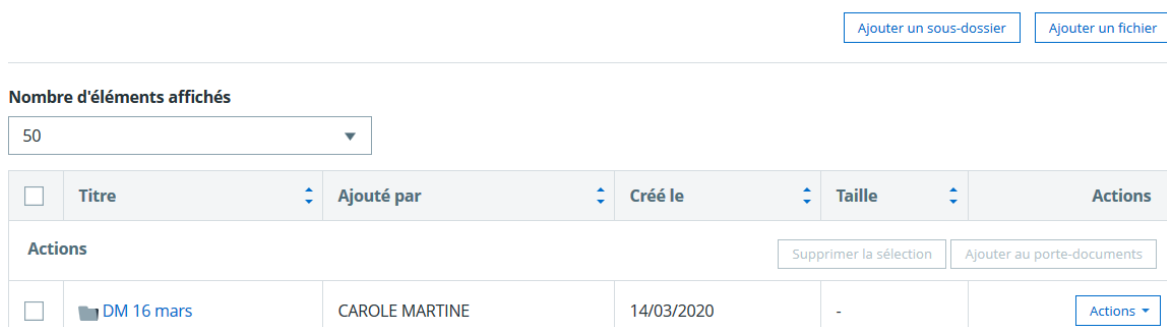 Ajouter un sous-dossier Ajouter un fichier
Nombre d'éléments affichés
50
Titre Ajouté par Créé le Taille Actions
Actions Supprimer la sélection Ajouter au porte-documents
DM 16 mars CAROLE MARTINE 14/03/2020 - Actions